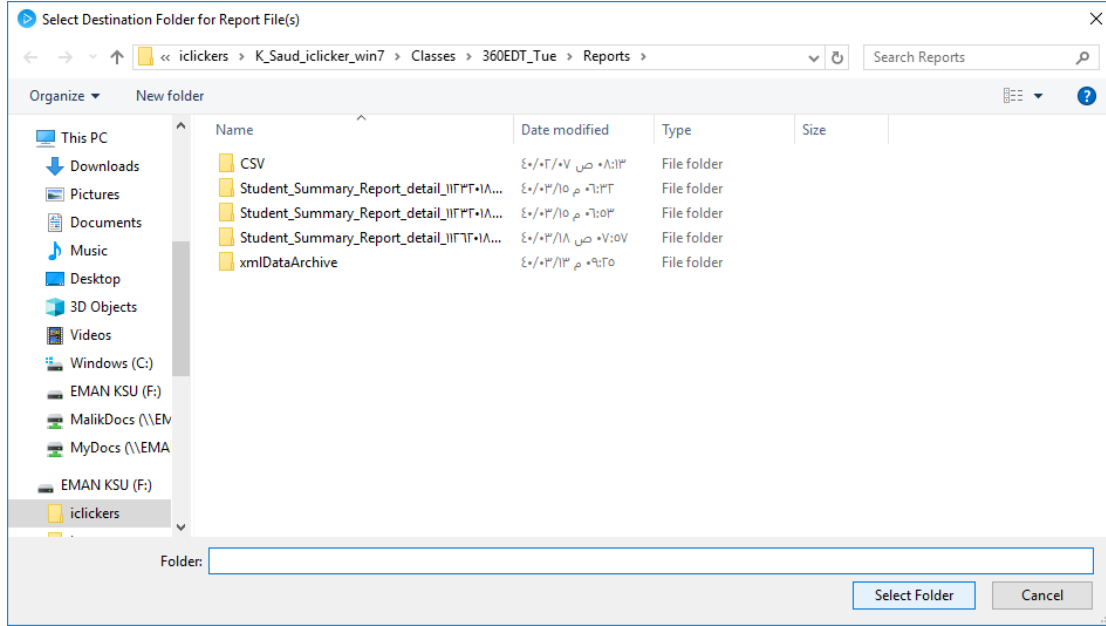 Select Destination Folder for Report File(s)
« iclickers › K_Saud_iclicker_win7 › Classes › 360EDT_Tue › Reports ›
Search Reports
Organize
New folder
This PC
Downloads
Pictures
Documents
Music
Desktop
3D Objects
Videos
Windows (C:)
EMAN KSU (F:)
MalikDocs (\\EM
MyDocs (\\EMA
EMAN KSU (F:)
iclickers
Name Date modified Type Size
CSV ٤٠/٠٢/٠٧ ص ٠٨:١٣ File folder
Student_Summary_Report_detail_١١٢٣٢٠١٨... ٤٠/٠٣/١٥ م ٠٦:٣٢ File folder
Student_Summary_Report_detail_١١٢٣٢٠١٨... ٤٠/٠٣/١٥ م ٠٦:٥٣ File folder
Student_Summary_Report_detail_١١٢٦٢٠١٨... ٤٠/٠٣/١٨ ص ٠٧:٥٧ File folder
xmlDataArchive ٤٠/٠٣/١٣ م ٠٩:٢٥ File folder
Folder:
Select Folder Cancel